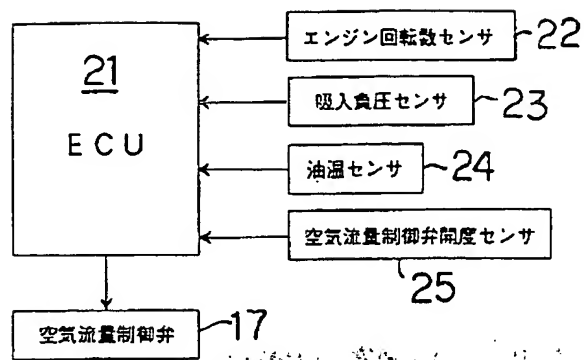 21
ECU
エンジン回転数センサ
22
吸入負圧センサ
23
油温センサ
24
空気流量制御弁開度センサ
25
空気流量制御弁
17